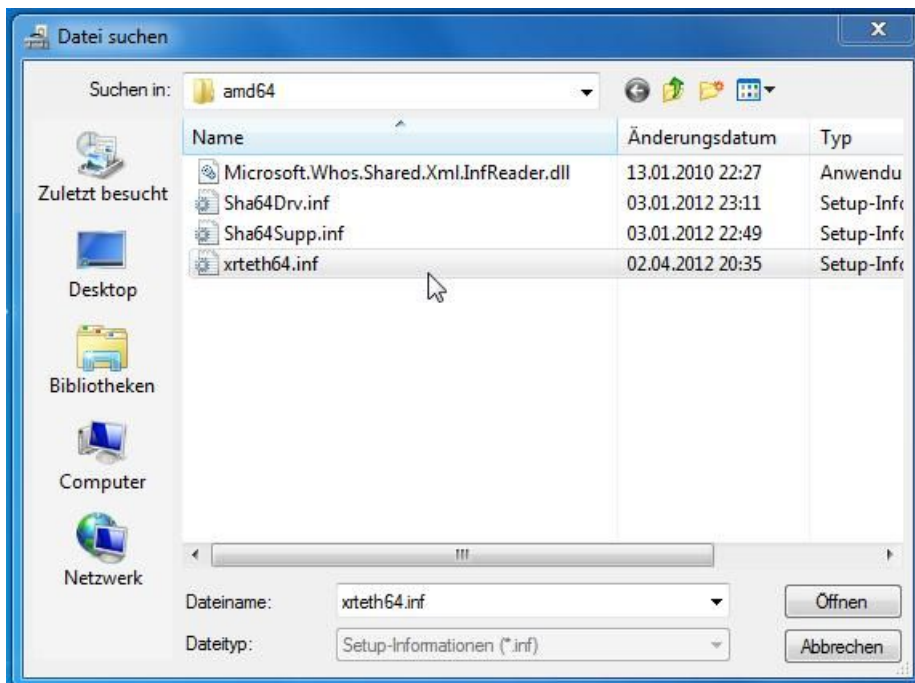 Datei suchen
x
Suchen in: amd64
Name Änderungsdatum Typ
Microsoft.Whos.Shared.Xml.InfReader.dll 13.01.2010 22:27 Anwendu
Sha64Drv.inf 03.01.2012 23:11 Setup-Info
Sha64Supp.inf 03.01.2012 22:49 Setup-Info
xrteth64.inf 02.04.2012 20:35 Setup-Info
Zuletzt besucht
Desktop
Bibliotheken
Computer
Netzwerk
Dateiname: xrteth64.inf Öffnen
Dateityp: Setup-Informationen (*.inf) Abbrechen